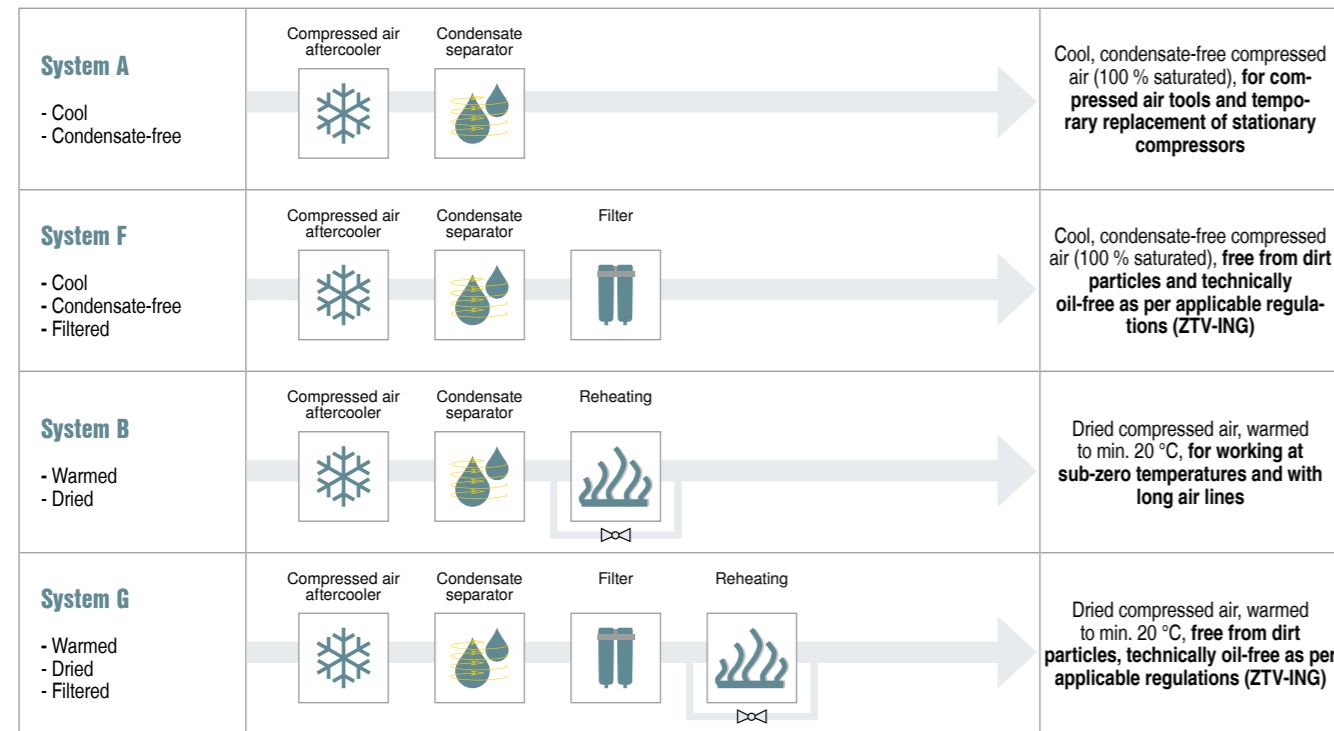 System A
- Cool
- Condensate-free
Compressed air
aftercooler
Condensate
separator
Cool, condensate-free compressed
air (100 % saturated), for com-
pressed air tools and tempo-
rary replacement of stationary
compressors
System F
- Cool
- Condensate-free
- Filtered
Compressed air
aftercooler
Condensate
separator
Filter
Cool, condensate-free compressed
air (100 % saturated), free from dirt
particles and technically
oil-free as per applicable regula-
tions (ZTV-ING)
System B
- Warmed
- Dried
Compressed air
aftercooler
Condensate
separator
Reheating
Dried compressed air, warmed
to min. 20 °C, for working at
sub-zero temperatures and with
long air lines
System G
- Warmed
- Dried
- Filtered
Compressed air
aftercooler
Condensate
separator
Filter
Reheating
Dried compressed air, warmed
to min. 20 °C, free from dirt
particles, technically oil-free as per
applicable regulations (ZTV-ING)